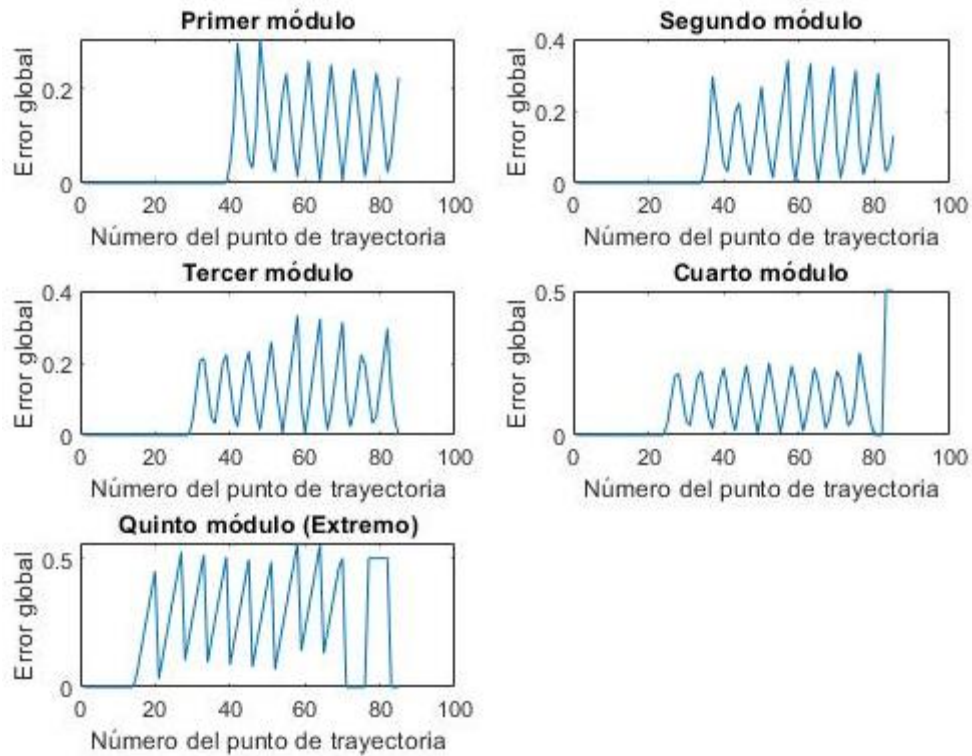 Primer módulo
Error global
0.2
0
0 20 40 60 80 100
Número del punto de trayectoria
Segundo módulo
Error global
0.4
0.2
0
0 20 40 60 80 100
Número del punto de trayectoria
Tercer módulo
Error global
0.4
0.2
0
0 20 40 60 80 100
Número del punto de trayectoria
Cuarto módulo
Error global
0.5
0
0 20 40 60 80 100
Número del punto de trayectoria
Quinto módulo (Extremo)
Error global
0.5
0
0 20 40 60 80 100
Número del punto de trayectoria